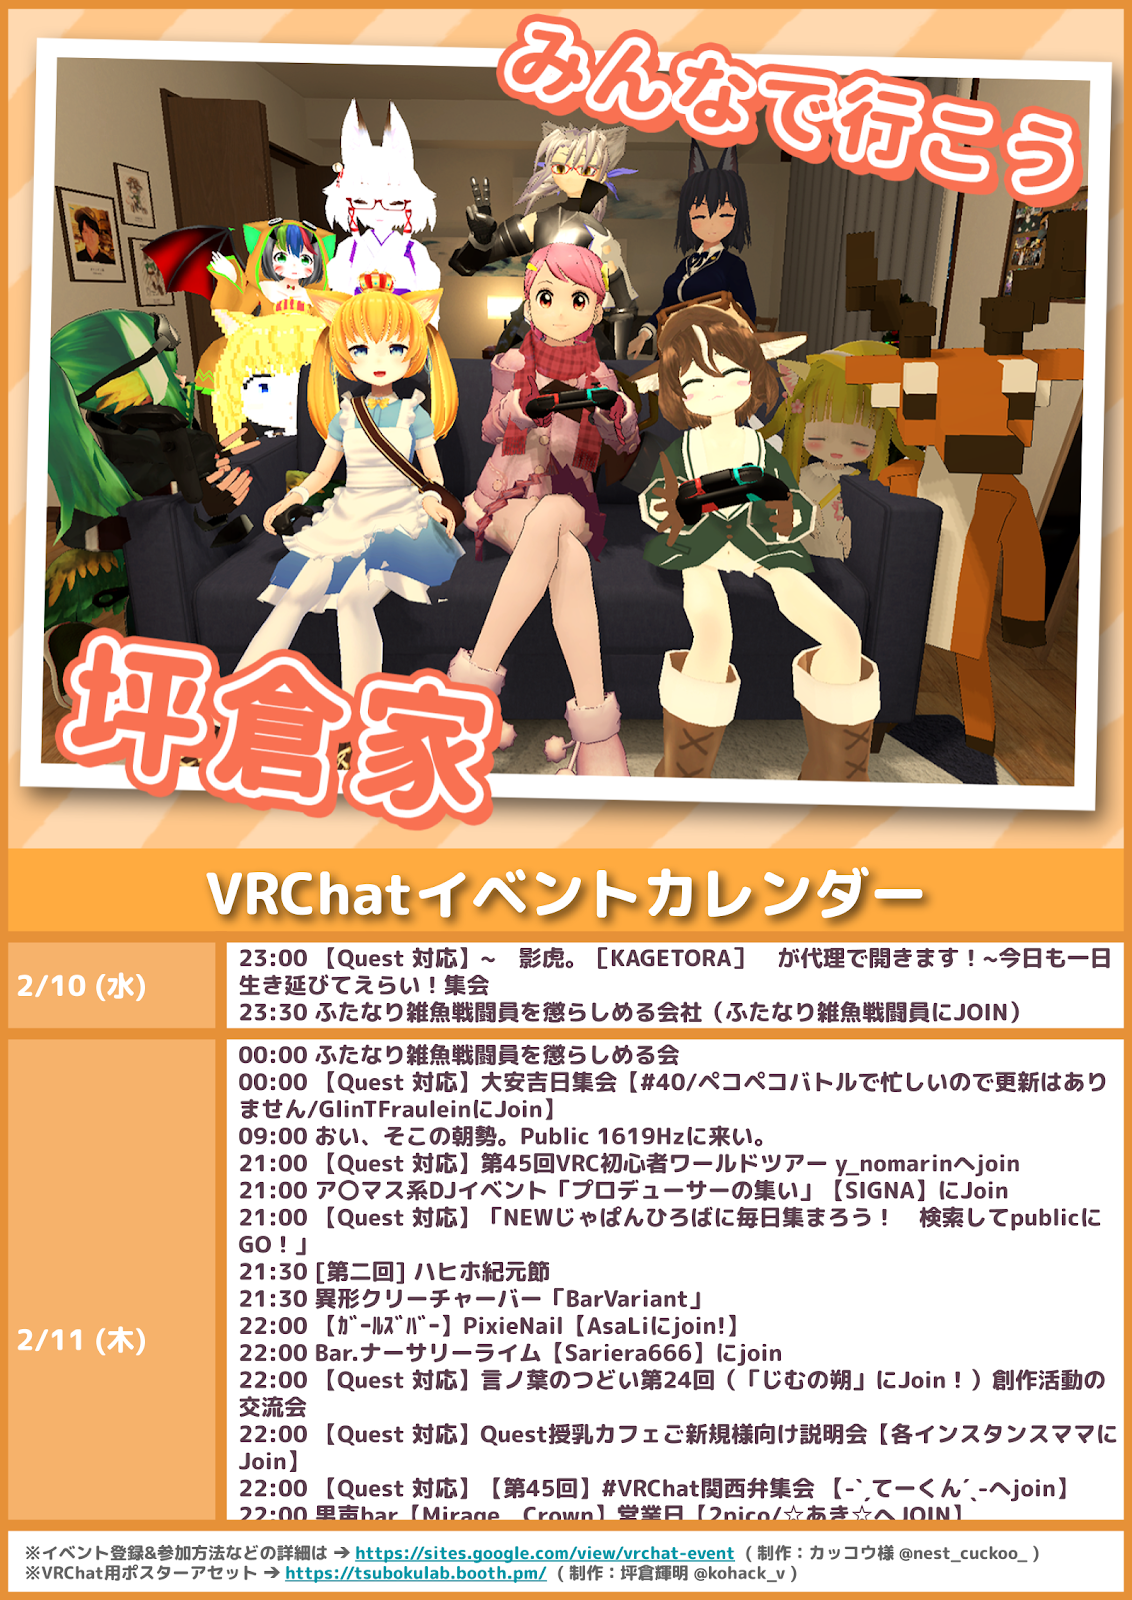 みんなで行こう
坪倉家
VRChatイベントカレンダー
2/10 (水)
23:00 【Quest 対応】~　影虎。［KAGETORA］　が代理で開きます！~今日も一日
生き延びてえらい！集会
23:30 ふたなり雑魚戦闘員を懲らしめる会社（ふたなり雑魚戦闘員にJOIN）
2/11 (木)
00:00 ふたなり雑魚戦闘員を懲らしめる会
00:00 【Quest 対応】大安吉日集会【#40/ペコペコバトルで忙しいので更新はあり
ません/GlinTFrauleinにJoin】
09:00 おい、そこの朝勢。Public 1619Hzに来い。
21:00 【Quest 対応】第45回VRC初心者ワールドツアー y_nomarinへjoin
21:00 ア〇マス系DJイベント「プロデューサーの集い」【SIGNA】にJoin
21:00 【Quest 対応】「NEWじゃぱんひろばに毎日集まろう！　検索してpublicに
GO！」
21:30 [第二回] ハヒホ紀元節
21:30 異形クリーチャーバー「BarVariant」
22:00 【ｶﾞｰﾙｽﾞﾊﾞｰ】PixieNail【AsaLiにjoin!】
22:00 Bar.ナーサリーライム【Sariera666】にjoin
22:00 【Quest 対応】言ノ葉のつどい第24回（「じむの朔」にJoin！）創作活動の
交流会
22:00 【Quest 対応】Quest授乳カフェご新規様向け説明会【各インスタンスママに
Join】
22:00 【Quest 対応】【第45回】#VRChat関西弁集会 【-`ˏてーくんˊˎ-へjoin】
22:00 男声bar【Mirage　Crown】営業日【2pico/☆あき☆へJOIN】
※イベント登録&参加方法などの詳細は → https://sites.google.com/view/vrchat-event （ 制作：カッコウ様 @nest_cuckoo_ ）
※VRChat用ポスターアセット → https://tsubokulab.booth.pm/ （ 制作：坪倉輝明 @kohack_v ）